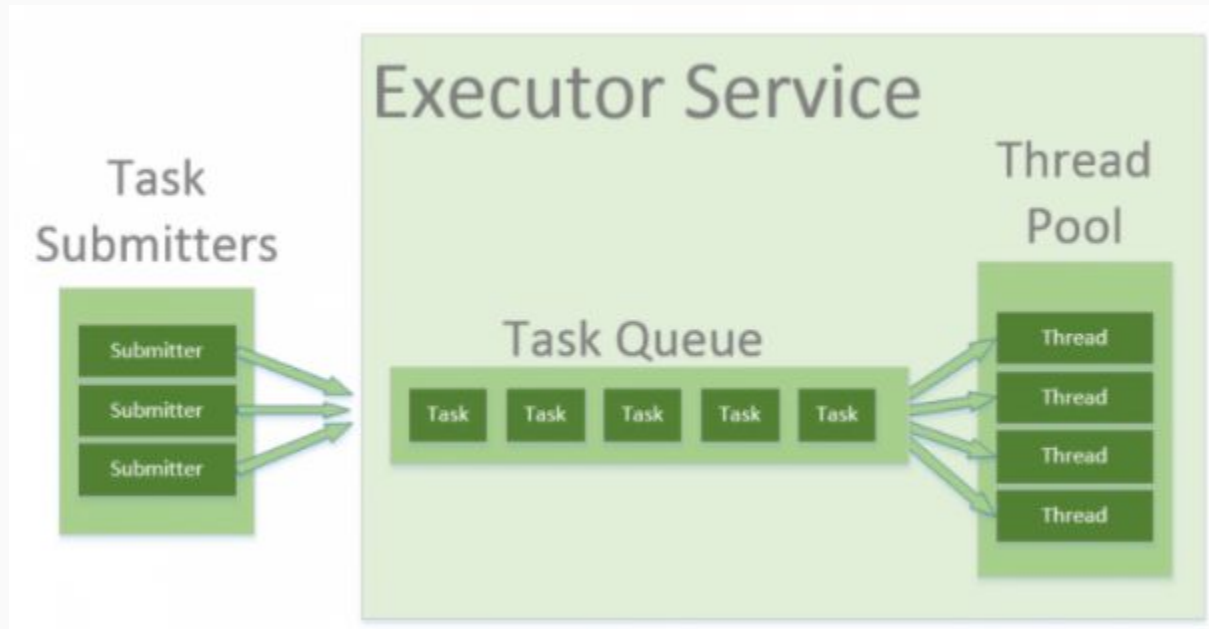 Executor Service
Task
Submitters
Submitter
Submitter
Submitter
Task Queue
Task Task Task Task Task
Thread
Pool
Thread
Thread
Thread
Thread